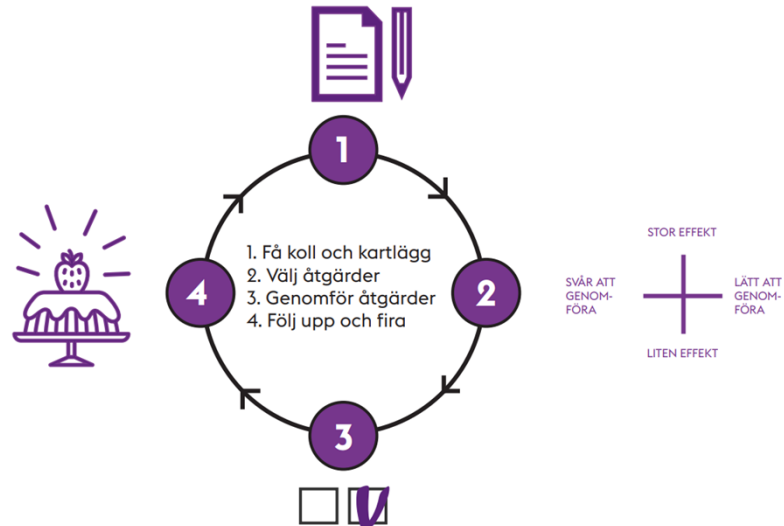 1
1. Få koll och kartlägg
2. Välj åtgärder
3. Genomför åtgärder
4. Följ upp och fira
4
2
3
STOR EFFEKT
SVÅR ATT
GENOM-
FÖRA
LÄTT ATT
GENOM-
FÖRA
LITEN EFFEKT